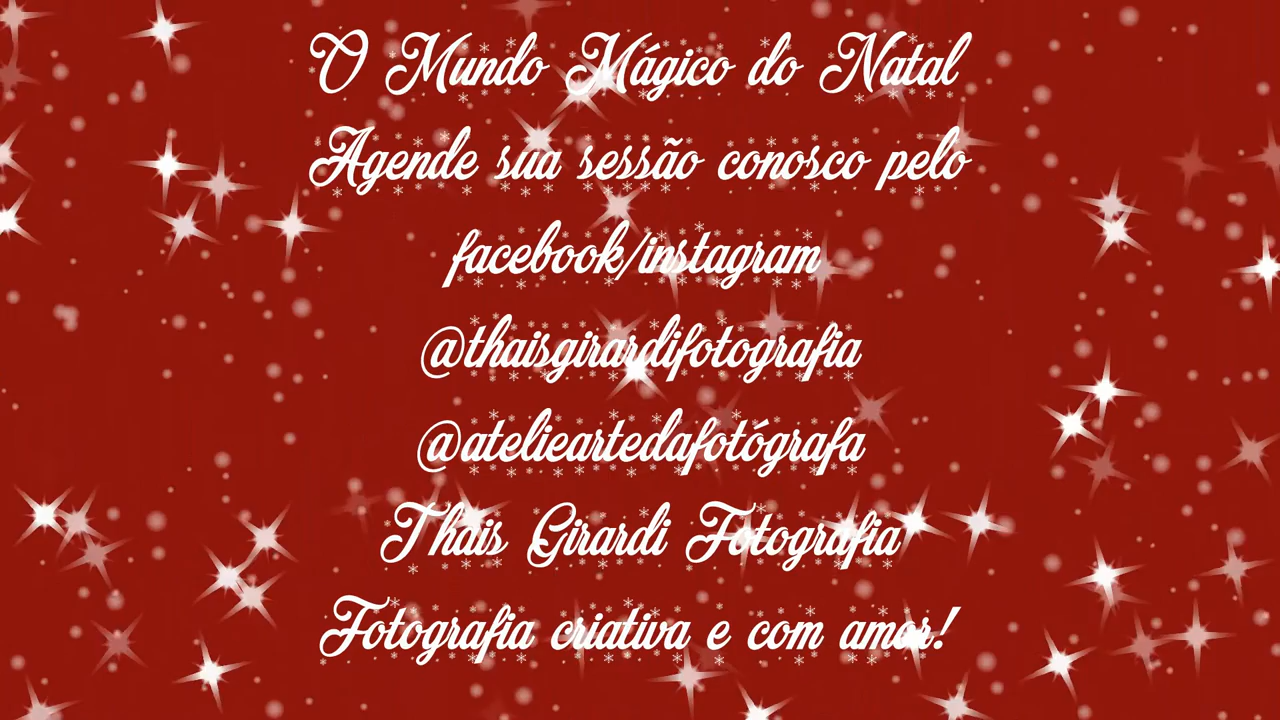 O Mundo Mágico do Natal
Agende sua sessão conosco pelo
facebook/instagram
@thaisgirardifotografia
@atelieartedafotógrafa
Thais Girardi Fotografia
Fotografia criativa e com amor!